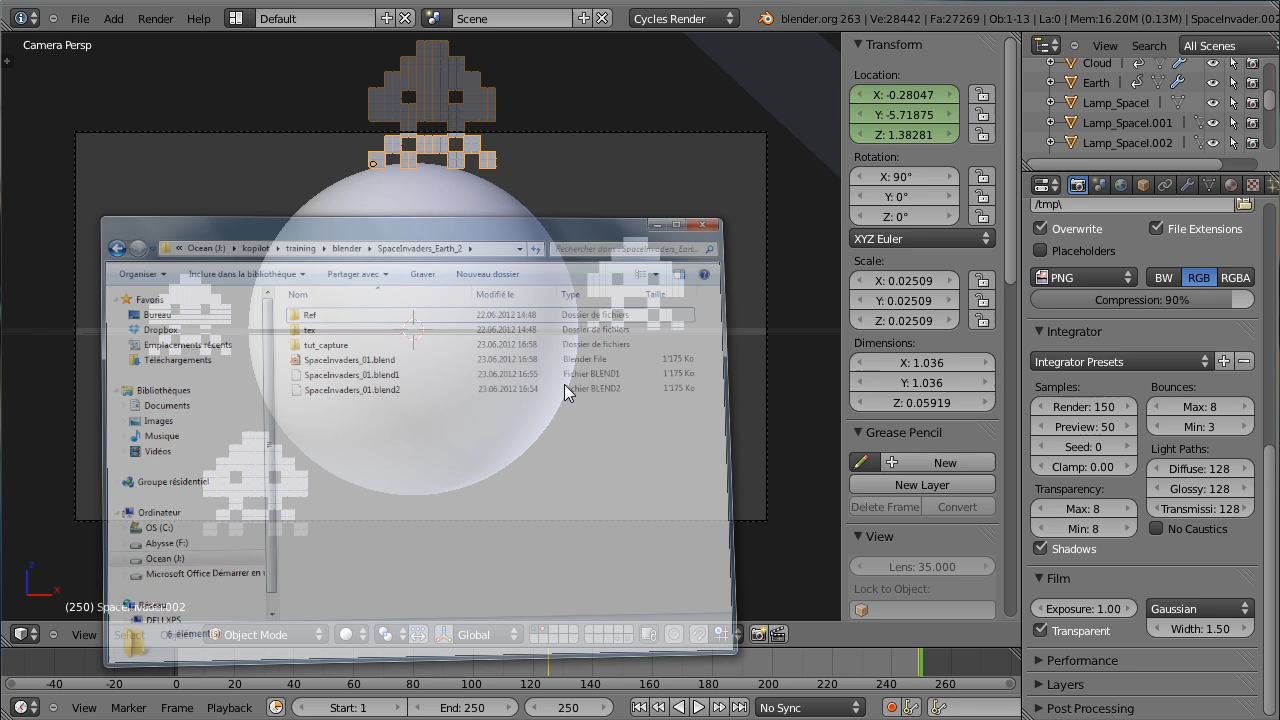 File Add Render Help Default Scene Cycles Render blender.org 263 | Ve:28442 | Fa:27269 | Ob:1-13 | La:0 | Mem:16.20M (0.13M) | SpaceInvader.00
Camera Persp
Transform
Location:
X: -0.28047
Y: -5.71875
Z: 1.38281
Rotation:
X: 90°
Y: 0°
Z: 0°
XYZ Euler
Scale:
X: 0.02509
Y: 0.02509
Z: 0.02509
Dimensions:
X: 1.036
Y: 1.036
Z: 0.05919
Grease Pencil
New
New Layer
Delete Frame Convert
View
Lens: 35.000
Lock to Object:
View Search All Scenes
Cloud
Earth
Lamp_SpaceI
Lamp_SpaceI.001
Lamp_SpaceI.002
/tmp\
Overwrite File Extensions
Placeholders
PNG BW RGB RGBA
Compression: 90%
Integrator
Integrator Presets
Samples: Bounces:
Render: 150 Max: 8
Preview: 50 Min: 3
Seed: 0 Light Paths:
Clamp: 0.00 Diffuse: 128
Transparency: Glossy: 128
Max: 8 Transmissi: 128
Min: 8 No Caustics
Shadows
Film
Exposure: 1.00 Gaussian
Transparent Width: 1.50
Performance
Layers
Post Processing
Ocean (J:) kopilot training blender SpaceInvaders_Earth_2 Rechercher dans: SpaceInvaders_Eart...
Organiser Inclure dans la bibliothèque Partager avec Graver Nouveau dossier
Nom Modifié le Type Taille
Ref 22.06.2012 14:48 Dossier de fichiers
tex 22.06.2012 14:48 Dossier de fichiers
tut_capture 23.06.2012 16:58 Dossier de fichiers
SpaceInvaders_01.blend 23.06.2012 16:58 Blender File 1'175 Ko
SpaceInvaders_01.blend1 23.06.2012 16:55 Fichier BLEND1 1'175 Ko
SpaceInvaders_01.blend2 23.06.2012 16:54 Fichier BLEND2 1'175 Ko
Favoris
Bureau
Dropbox
Emplacements récents
Téléchargements
Bibliothèques
Documents
Images
Musique
Vidéos
Groupe résidentiel
Ordinateur
OS (C:)
Abysse (F:)
Ocean (J:)
Microsoft Office Démarrer en
Réseau
DELLXPS
6 élément(s)
z
x
(250) SpaceInvader.002
View Select Object Mode Global
-40 -20 0 20 40 60 80 100 120 140 160 180 200 220 240 260
View Marker Frame Playback Start: 1 End: 250 250 No Sync